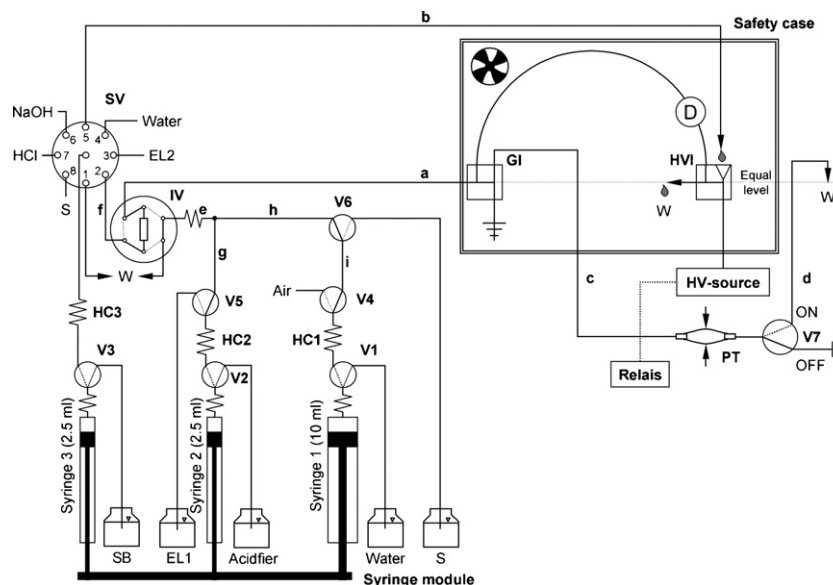 b
Safety case
SV
NaOH
6
5
4
Water
HCl
7
3
EL2
8
1
2
S
f
IV
e
a
GI
D
HVI
Equal
level
W
W
h
V6
g
i
W
c
HV-source
d
Air
V4
V5
ON
HC3
HC2
HC1
V7
PT
OFF
V3
V2
V1
Relais
Syringe 3 (2.5 ml)
Syringe 2 (2.5 ml)
Syringe 1 (10 ml)
SB
EL1
Acidfier
Water
S
Syringe module